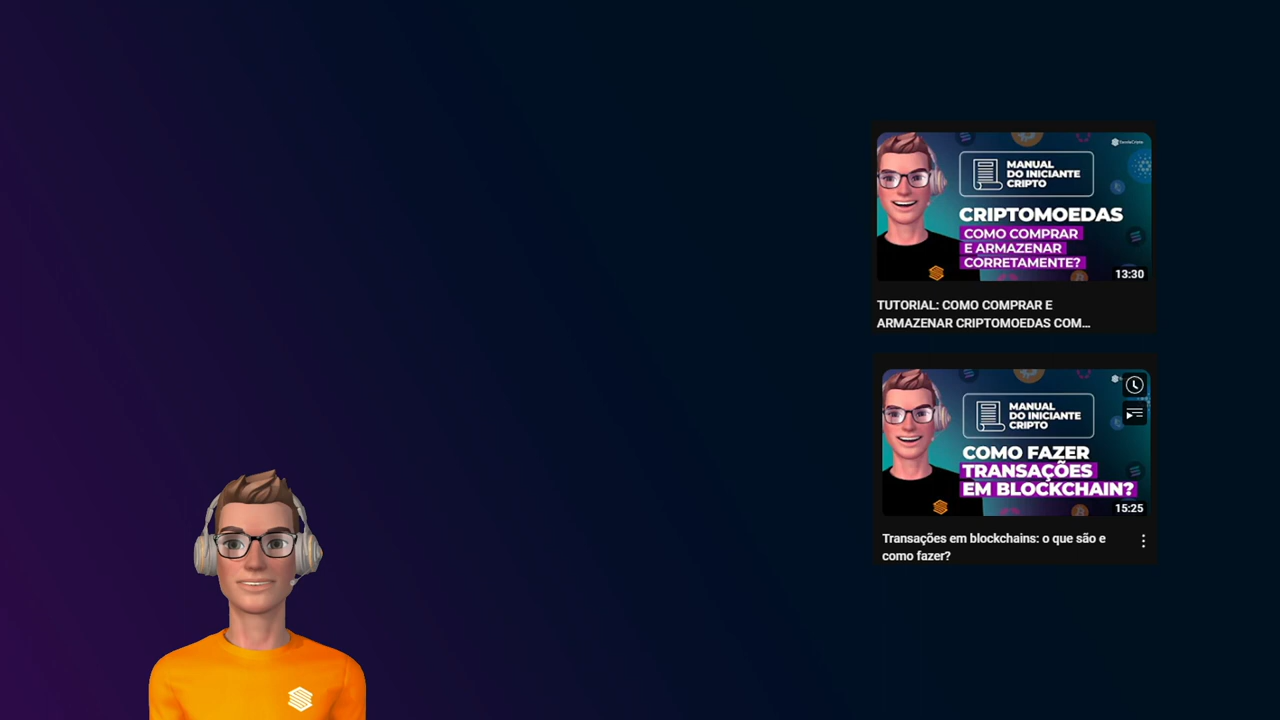 MANUAL
DO INICIANTE
CRIPTO
CRIPTOMOEDAS
COMO COMPRAR
E ARMAZENAR
CORRETAMENTE?
13:30
TUTORIAL: COMO COMPRAR E
ARMAZENAR CRIPTOMOEDAS COM...
MANUAL
DO INICIANTE
CRIPTO
COMO FAZER
TRANSAÇÕES
EM BLOCKCHAIN?
15:25
Transações em blockchains: o que são e
como fazer?